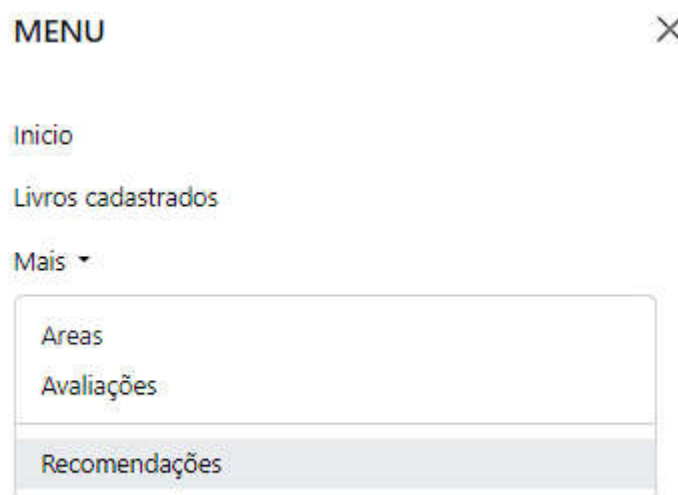 MENU
Inicio
Livros cadastrados
Mais
Areas
Avaliações
Recomendações